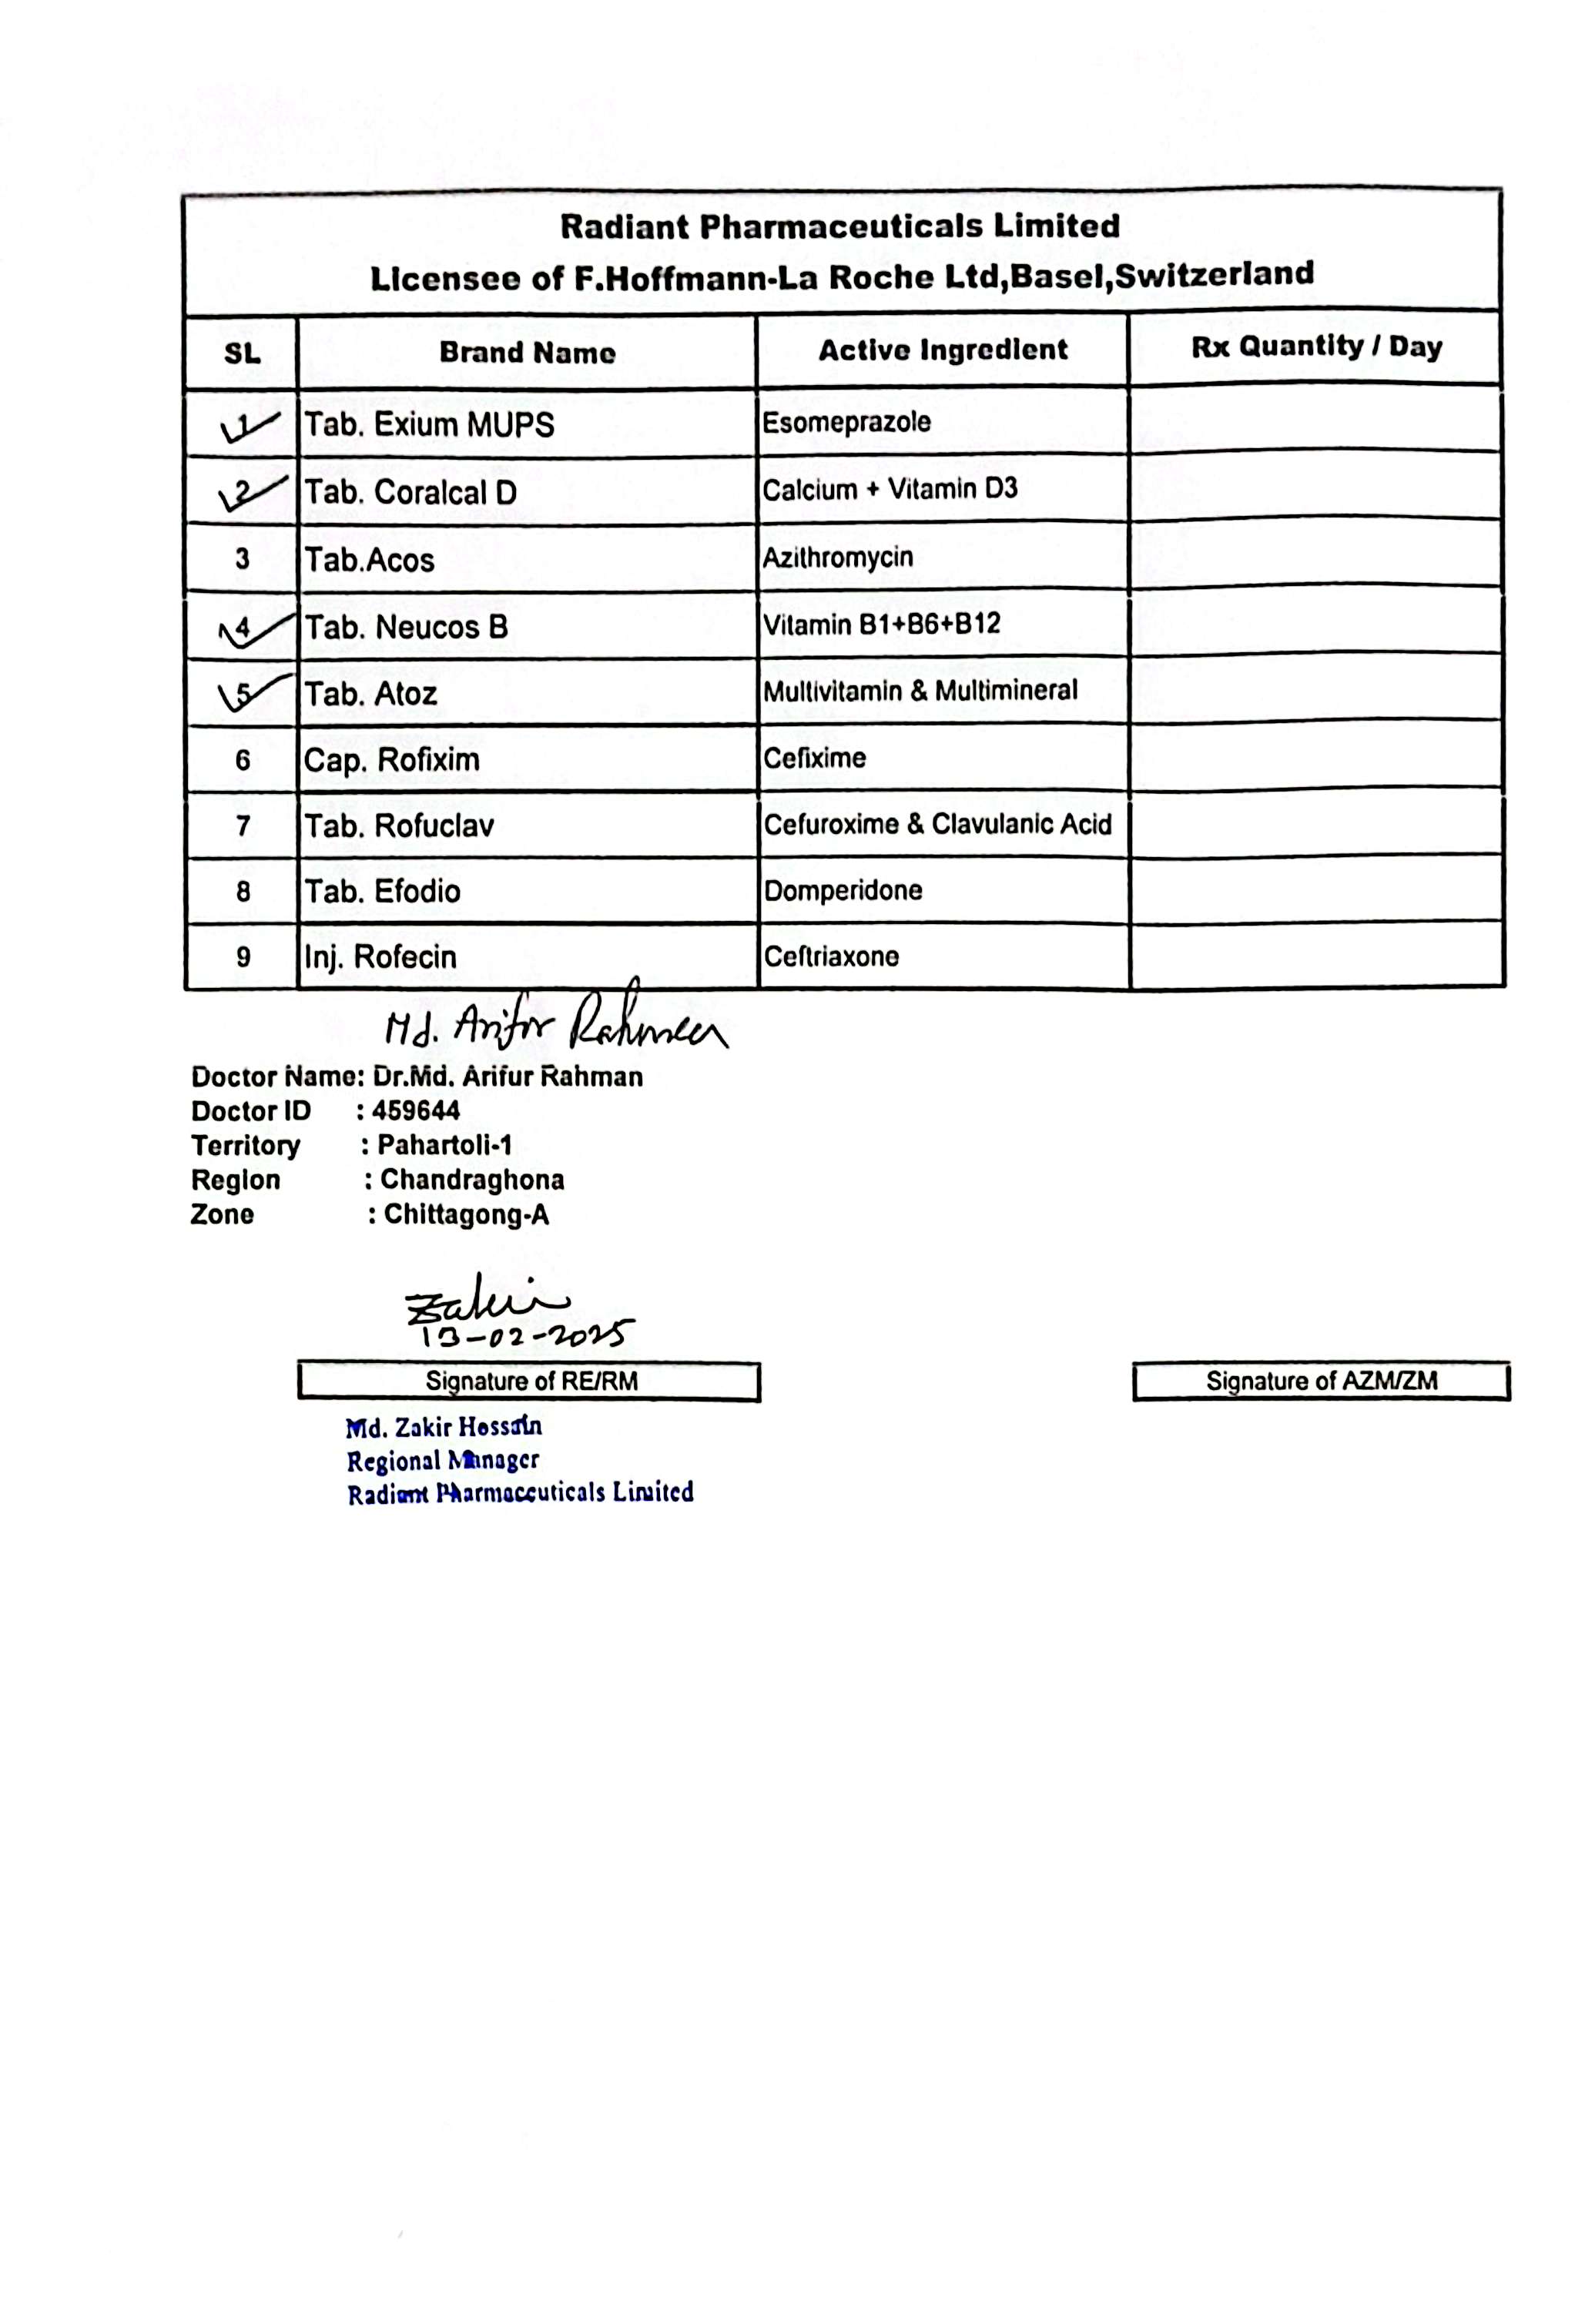 Radiant Pharmaceuticals Limited
Licensee of F.Hoffmann-La Roche Ltd,Basel,Switzerland
SL Brand Name Active Ingredient Rx Quantity / Day
1 Tab. Exium MUPS Esomeprazole
2 Tab. Coralcal D Calcium + Vitamin D3
3 Tab.Acos Azithromycin
4 Tab. Neucos B Vitamin B1+B6+B12
5 Tab. Atoz Multivitamin & Multimineral
6 Cap. Rofixim Cefixime
7 Tab. Rofuclav Cefuroxime & Clavulanic Acid
8 Tab. Efodio Domperidone
9 Inj. Rofecin Ceftriaxone
Md. Arifur Rahman
Doctor Name: Dr.Md. Arifur Rahman
Doctor ID : 459644
Territory : Pahartoli-1
Region : Chandraghona
Zone : Chittagong-A
Zakir
13-02-2025
Signature of RE/RM Signature of AZM/ZM
Md. Zakir Hossain
Regional Manager
Radiant Pharmaceuticals Limited